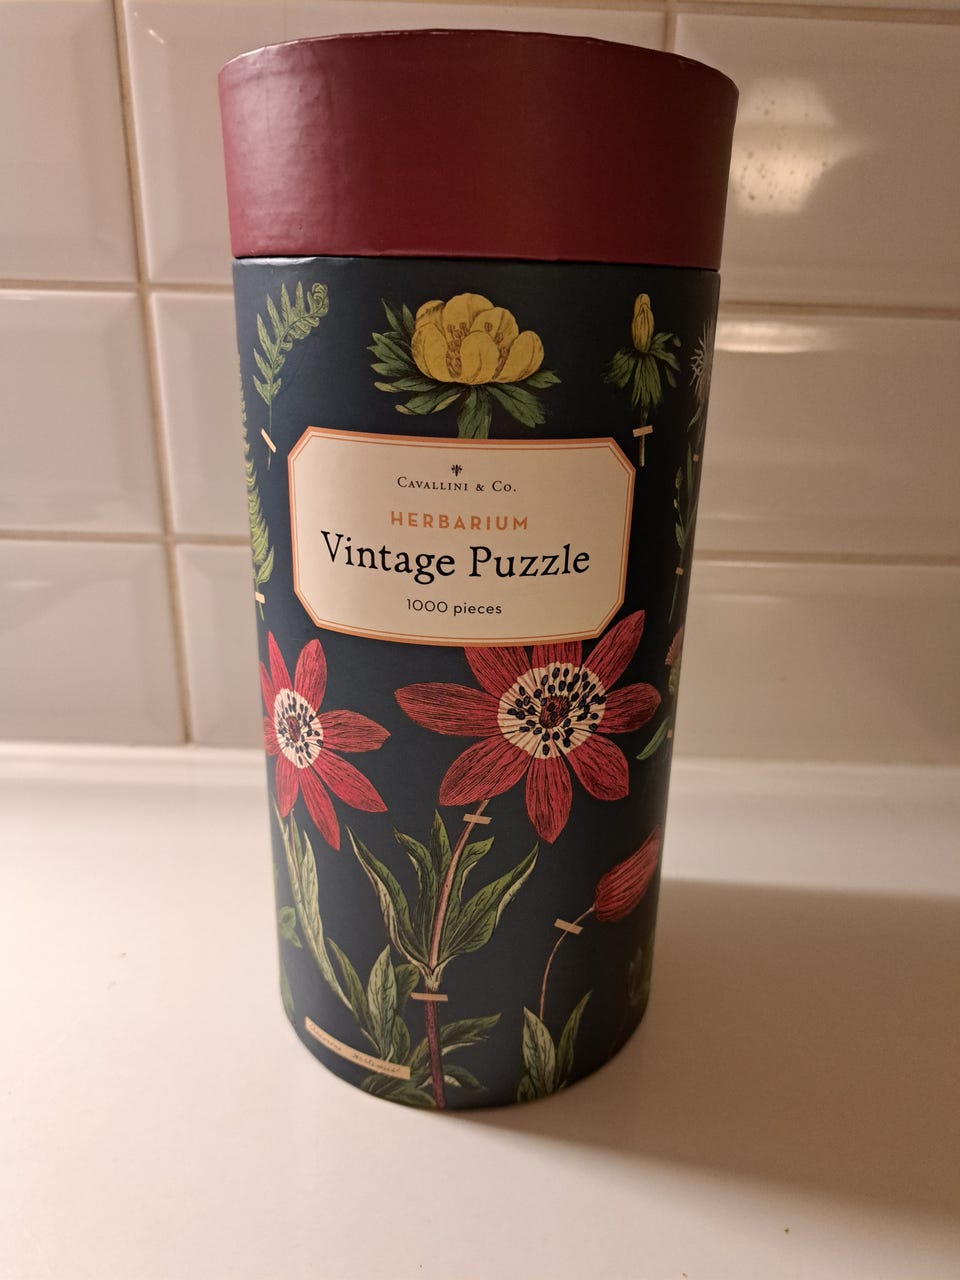 Cavallini & Co.
HERBARIUM
Vintage Puzzle
1000 pieces